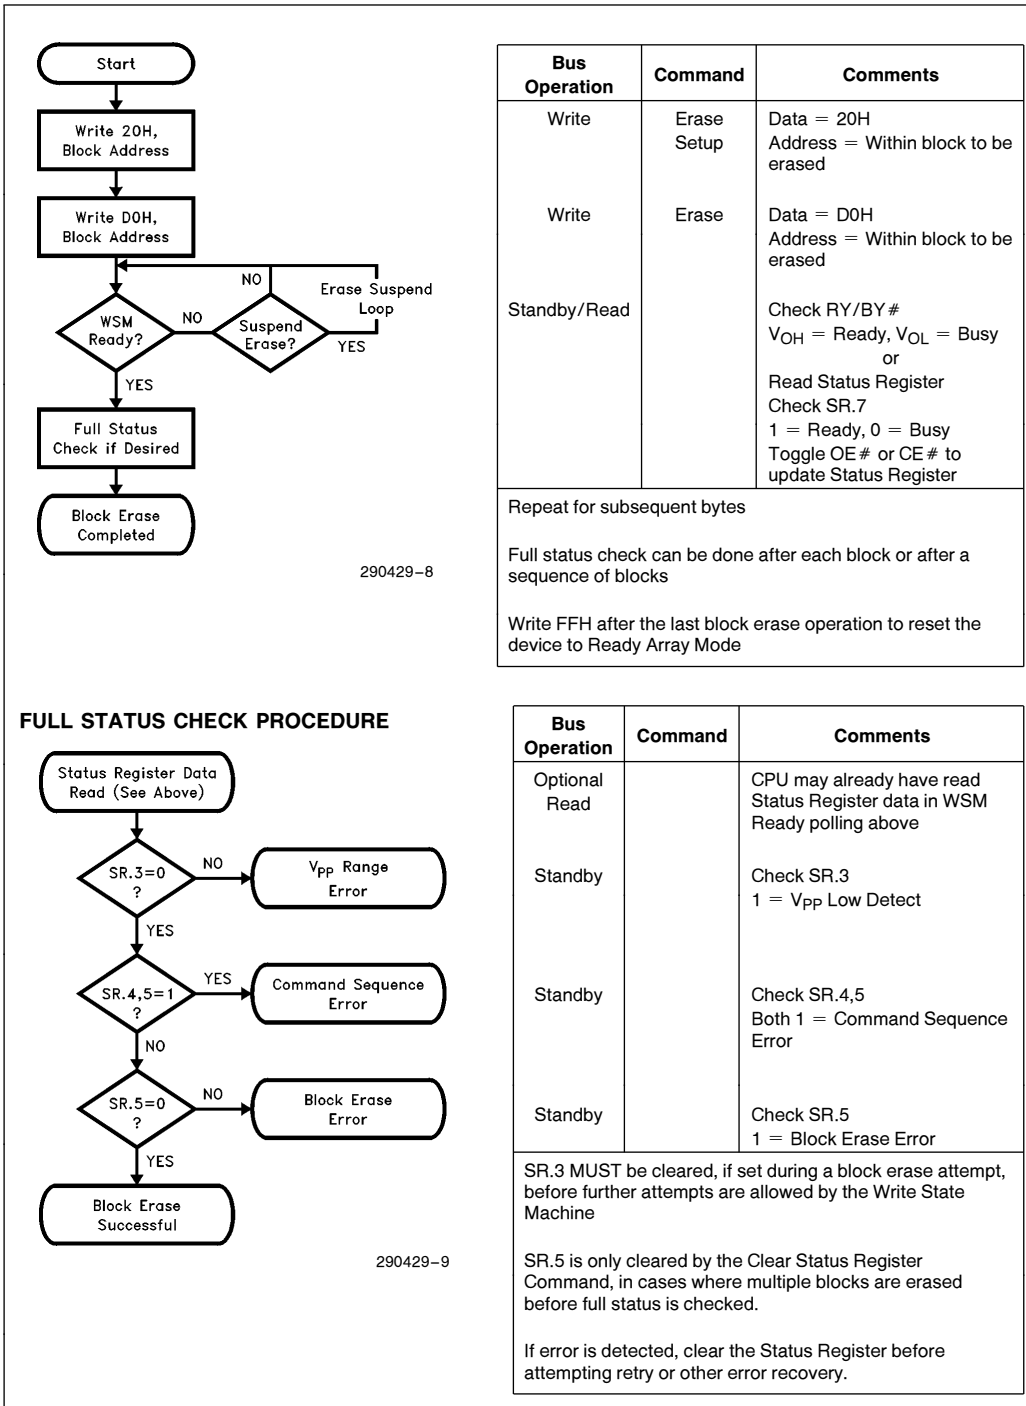 Start
Write 20H,
Block Address
Write D0H,
Block Address
NO
Erase Suspend
Loop
WSM
Ready?
NO
Suspend
Erase?
YES
YES
Full Status
Check if Desired
Block Erase
Completed
290429–8
Bus
Operation
Command
Comments
Write
Erase
Setup
Data = 20H
Address = Within block to be
erased
Write
Erase
Data = D0H
Address = Within block to be
erased
Standby/Read
Check RY/BY#
VOH = Ready, VOL = Busy
or
Read Status Register
Check SR.7
1 = Ready, 0 = Busy
Toggle OE# or CE# to
update Status Register
Repeat for subsequent bytes
Full status check can be done after each block or after a
sequence of blocks
Write FFH after the last block erase operation to reset the
device to Ready Array Mode
FULL STATUS CHECK PROCEDURE
Status Register Data
Read (See Above)
SR.3=0
?
NO
VPP Range
Error
YES
SR.4,5=1
?
YES
Command Sequence
Error
NO
SR.5=0
?
NO
Block Erase
Error
YES
Block Erase
Successful
290429–9
Bus
Operation
Command
Comments
Optional
Read
CPU may already have read
Status Register data in WSM
Ready polling above
Standby
Check SR.3
1 = VPP Low Detect
Standby
Check SR.4,5
Both 1 = Command Sequence
Error
Standby
Check SR.5
1 = Block Erase Error
SR.3 MUST be cleared, if set during a block erase attempt,
before further attempts are allowed by the Write State
Machine
SR.5 is only cleared by the Clear Status Register
Command, in cases where multiple blocks are erased
before full status is checked.
If error is detected, clear the Status Register before
attempting retry or other error recovery.